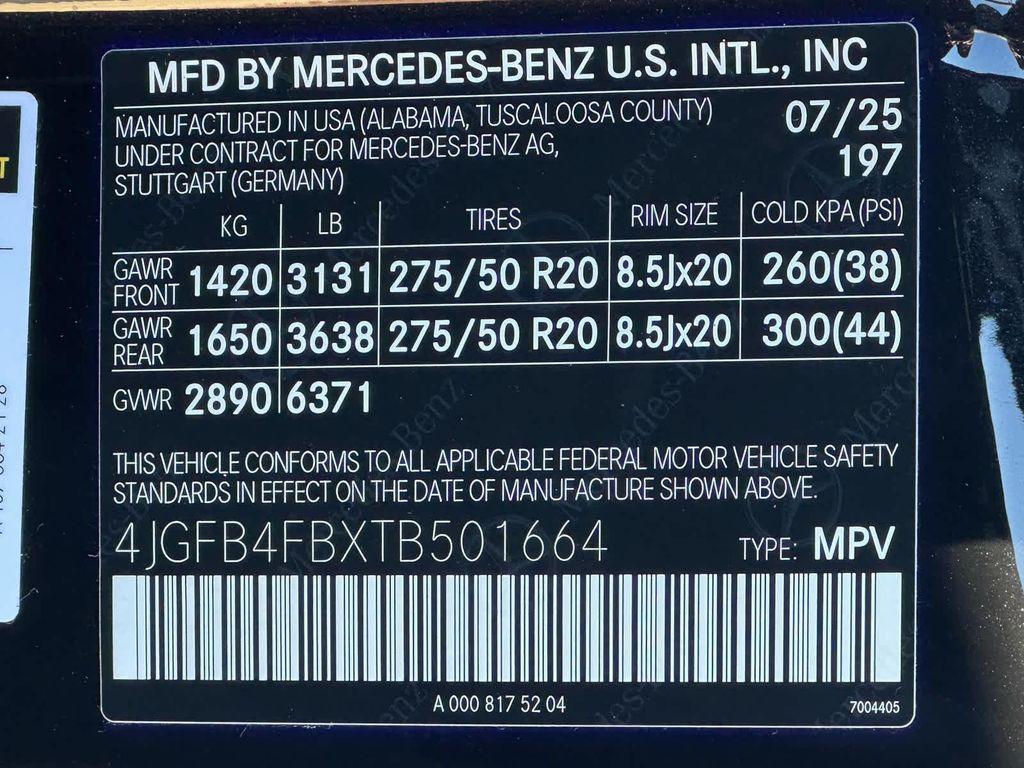 MFD BY MERCEDES-BENZ U.S. INTL., INC
MANUFACTURED IN USA (ALABAMA, TUSCALOOSA COUNTY) 07/25
UNDER CONTRACT FOR MERCEDES-BENZ AG, 197
STUTTGART (GERMANY)
KG LB TIRES RIM SIZE COLD KPA (PSI)
GAWR FRONT 1420 3131 275/50 R20 8.5Jx20 260(38)
GAWR REAR 1650 3638 275/50 R20 8.5Jx20 300(44)
GVWR 2890 6371
THIS VEHICLE CONFORMS TO ALL APPLICABLE FEDERAL MOTOR VEHICLE SAFETY
STANDARDS IN EFFECT ON THE DATE OF MANUFACTURE SHOWN ABOVE.
4JGFB4FBXTB501664 TYPE: MPV
A 000 817 52 04 7004405